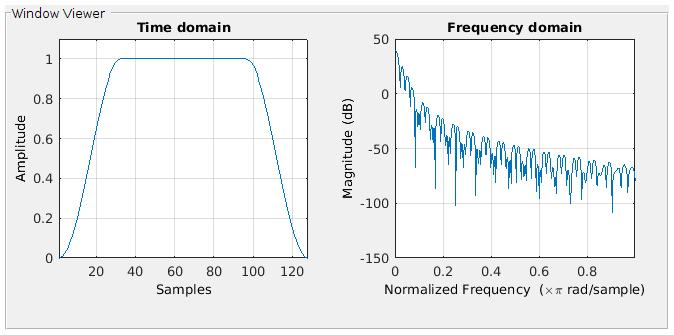 Window Viewer
Time domain
Amplitude
1
0.8
0.6
0.4
0.2
0
20 40 60 80 100 120
Samples
Frequency domain
Magnitude (dB)
50
0
-50
-100
-150
0 0.2 0.4 0.6 0.8
Normalized Frequency (×π rad/sample)